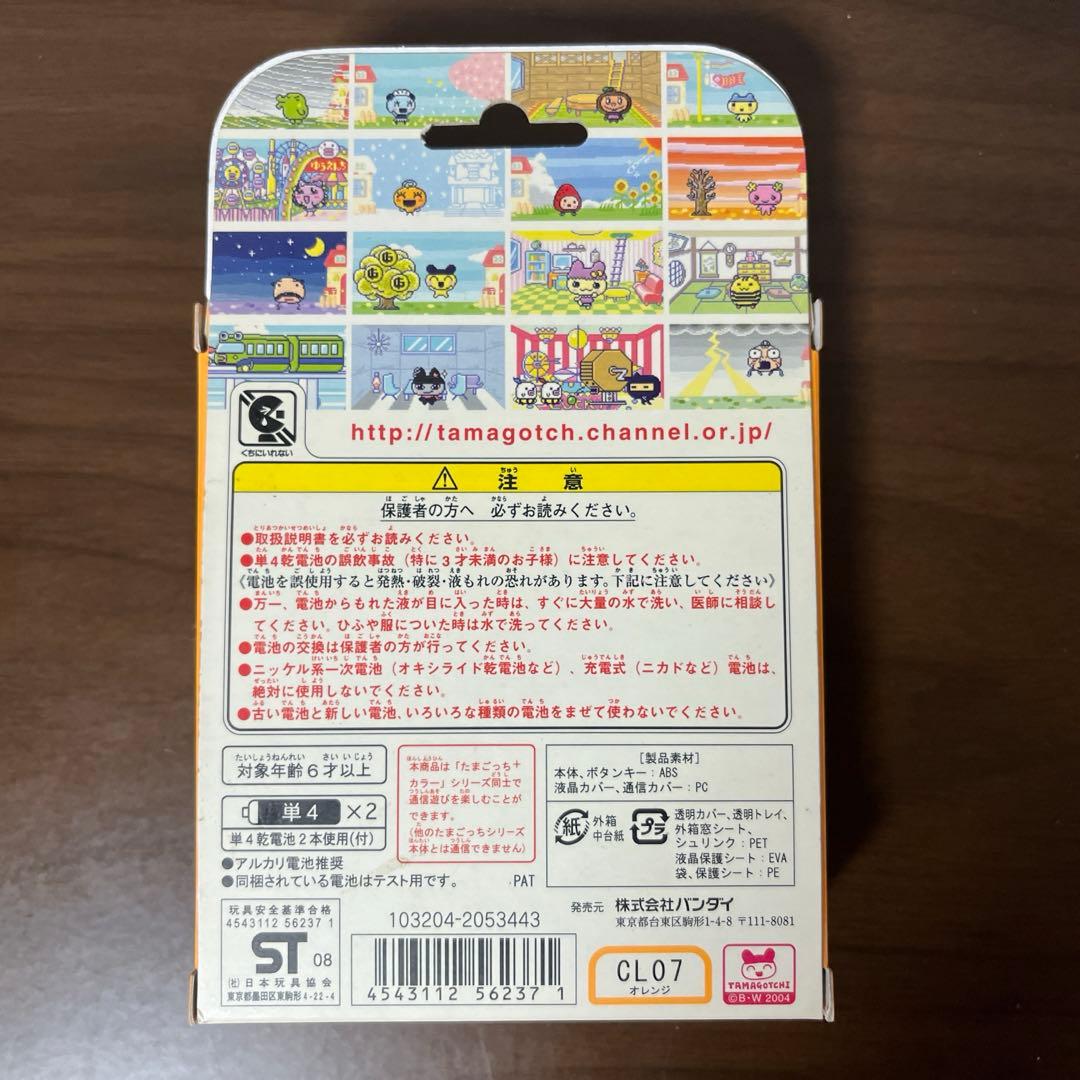 ゆうえんち
くちにいれない
http://tamagotch.channel.or.jp/
注意
保護者の方へ 必ずお読みください。
●取扱説明書を必ずお読みください。
●単4乾電池の誤飲事故(特に3才未満のお子様)に注意してください。
《電池を誤使用すると発熱・破裂・液もれの恐れがあります。下記に注意してください》
●万一、電池からもれた液が目に入った時は、すぐに大量の水で洗い、医師に相談し
てください。ひふや服についた時は水で洗ってください。
●電池の交換は保護者の方が行ってください。
●ニッケル系一次電池(オキシライド乾電池など)、充電式(ニカドなど)電池は、
絶対に使用しないでください。
●古い電池と新しい電池、いろいろな種類の電池をまぜて使わないでください。
対象年齢6才以上
単4 ×2
単4乾電池2本使用(付)
●アルカリ電池推奨
●同梱されている電池はテスト用です。
PAT
本商品は「たまごっち+
カラー」シリーズ同士で
通信遊びを楽しむことが
できます。
(他のたまごっちシリーズ
本体とは通信できません)
[製品素材]
本体、ボタンキー:ABS
液晶カバー、通信カバー:PC
紙 外箱
中台紙
プラ 透明カバー、透明トレイ、
外箱窓シート、
シュリンク:PET
液晶保護シート:EVA
袋、保護シート:PE
玩具安全基準合格
4543112 56237 1
ST 08
(社)日本玩具協会
東京都墨田区東駒形4-22-4
103204-2053443
4543112 562371
発売元 株式会社バンダイ
東京都台東区駒形1-4-8 〒111-8081
CL07
オレンジ
TAMAGOTCHI
©B・W 2004